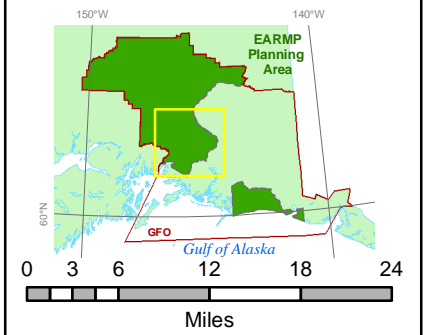 150°W 140°W
EARMP
Planning
Area
60°N
GFO
Gulf of Alaska
0 3 6 12 18 24
Miles